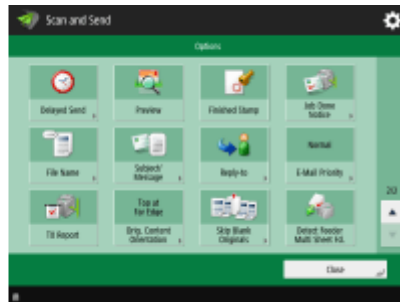 Scan and Send
Options
Delayed Send
Preview
Finished Stamp
Job Done
Notice
File Name
Subject/
Message
Reply-to
Normal
E-Mail Priority
TX Report
Top at
Far Edge
Orig. Content
Orientation
Skip Blank
Originals
Detect Feeder
Multi Sheet Fd.
2/2
Close